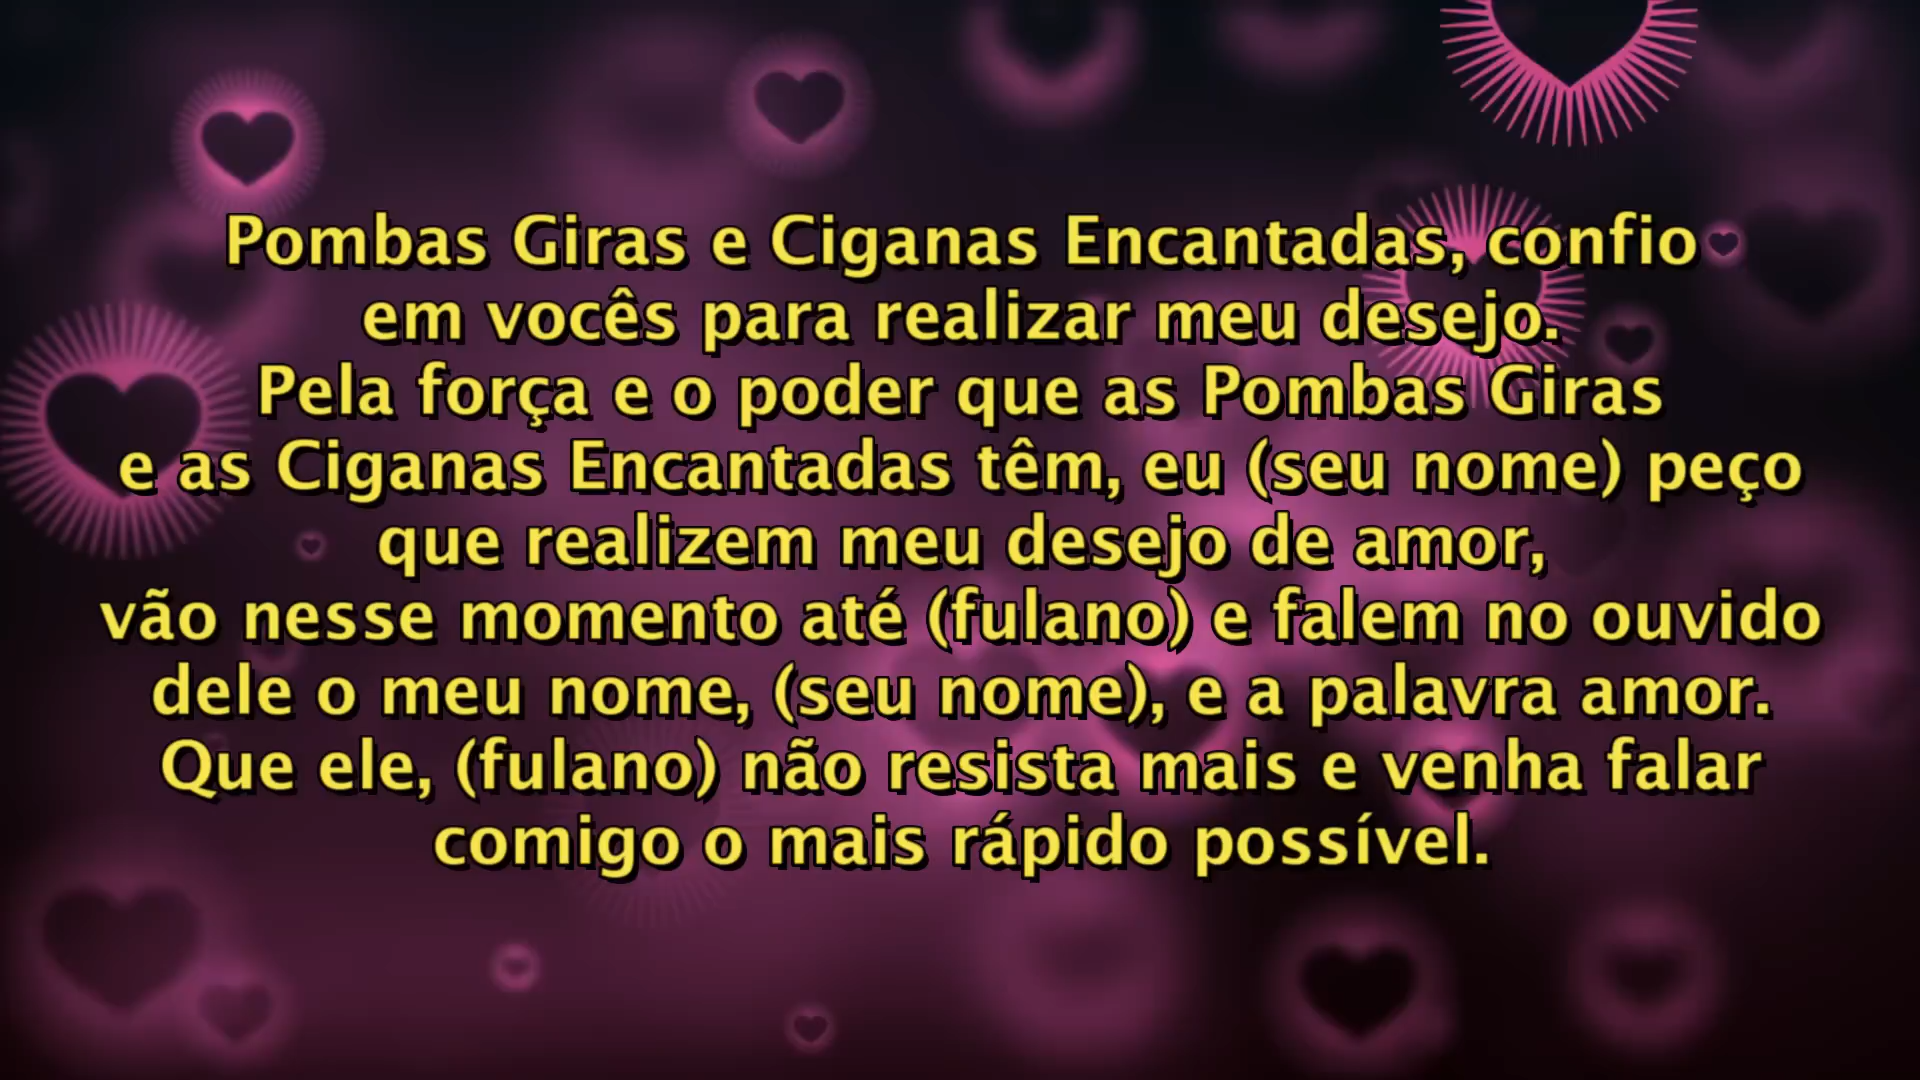 Pombas Giras e Ciganas Encantadas, confio
em vocês para realizar meu desejo.
Pela força e o poder que as Pombas Giras
e as Ciganas Encantadas têm, eu (seu nome) peço
que realizem meu desejo de amor,
vão nesse momento até (fulano) e falem no ouvido
dele o meu nome, (seu nome), e a palavra amor.
Que ele, (fulano) não resista mais e venha falar
comigo o mais rápido possível.